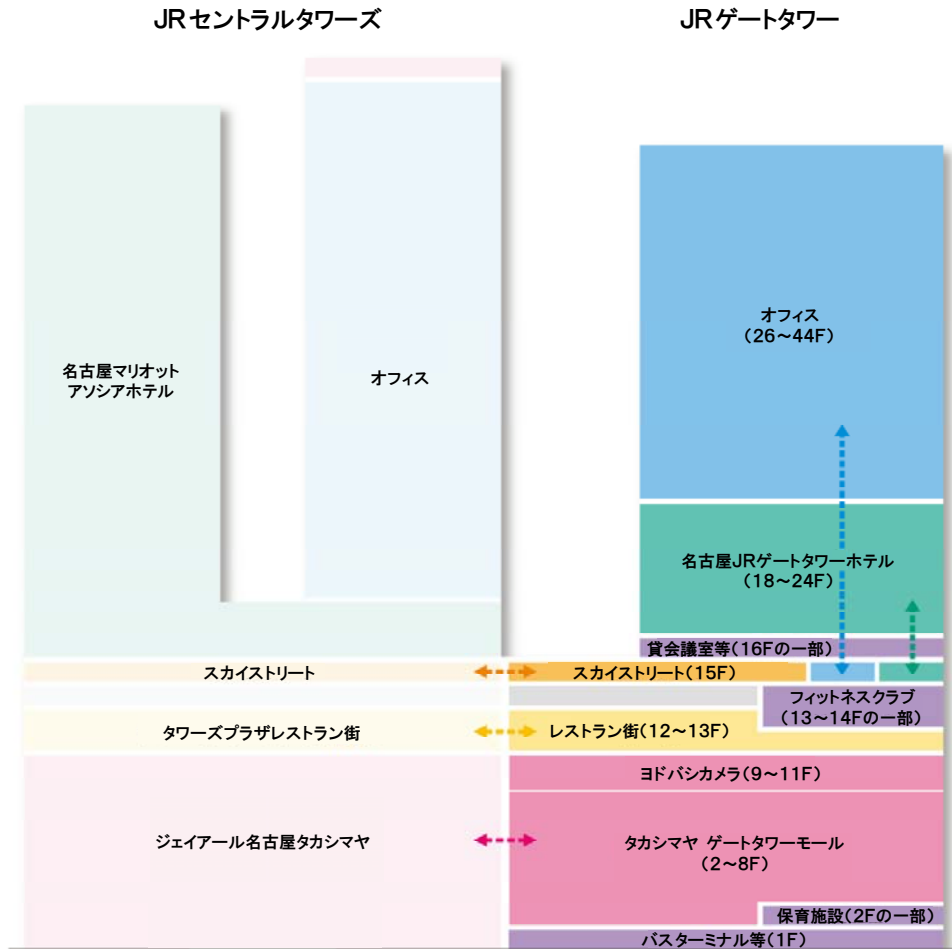 JRセントラルタワーズ
JRゲートタワー
名古屋マリオット
アソシアホテル
オフィス
オフィス
(26～44F)
名古屋JRゲートタワーホテル
(18～24F)
貸会議室等(16Fの一部)
スカイストリート
スカイストリート(15F)
フィットネスクラブ
(13～14Fの一部)
タワーズプラザレストラン街
レストラン街(12～13F)
ヨドバシカメラ(9～11F)
ジェイアール名古屋タカシマヤ
タカシマヤ ゲートタワーモール
(2～8F)
保育施設(2Fの一部)
バスターミナル等(1F)